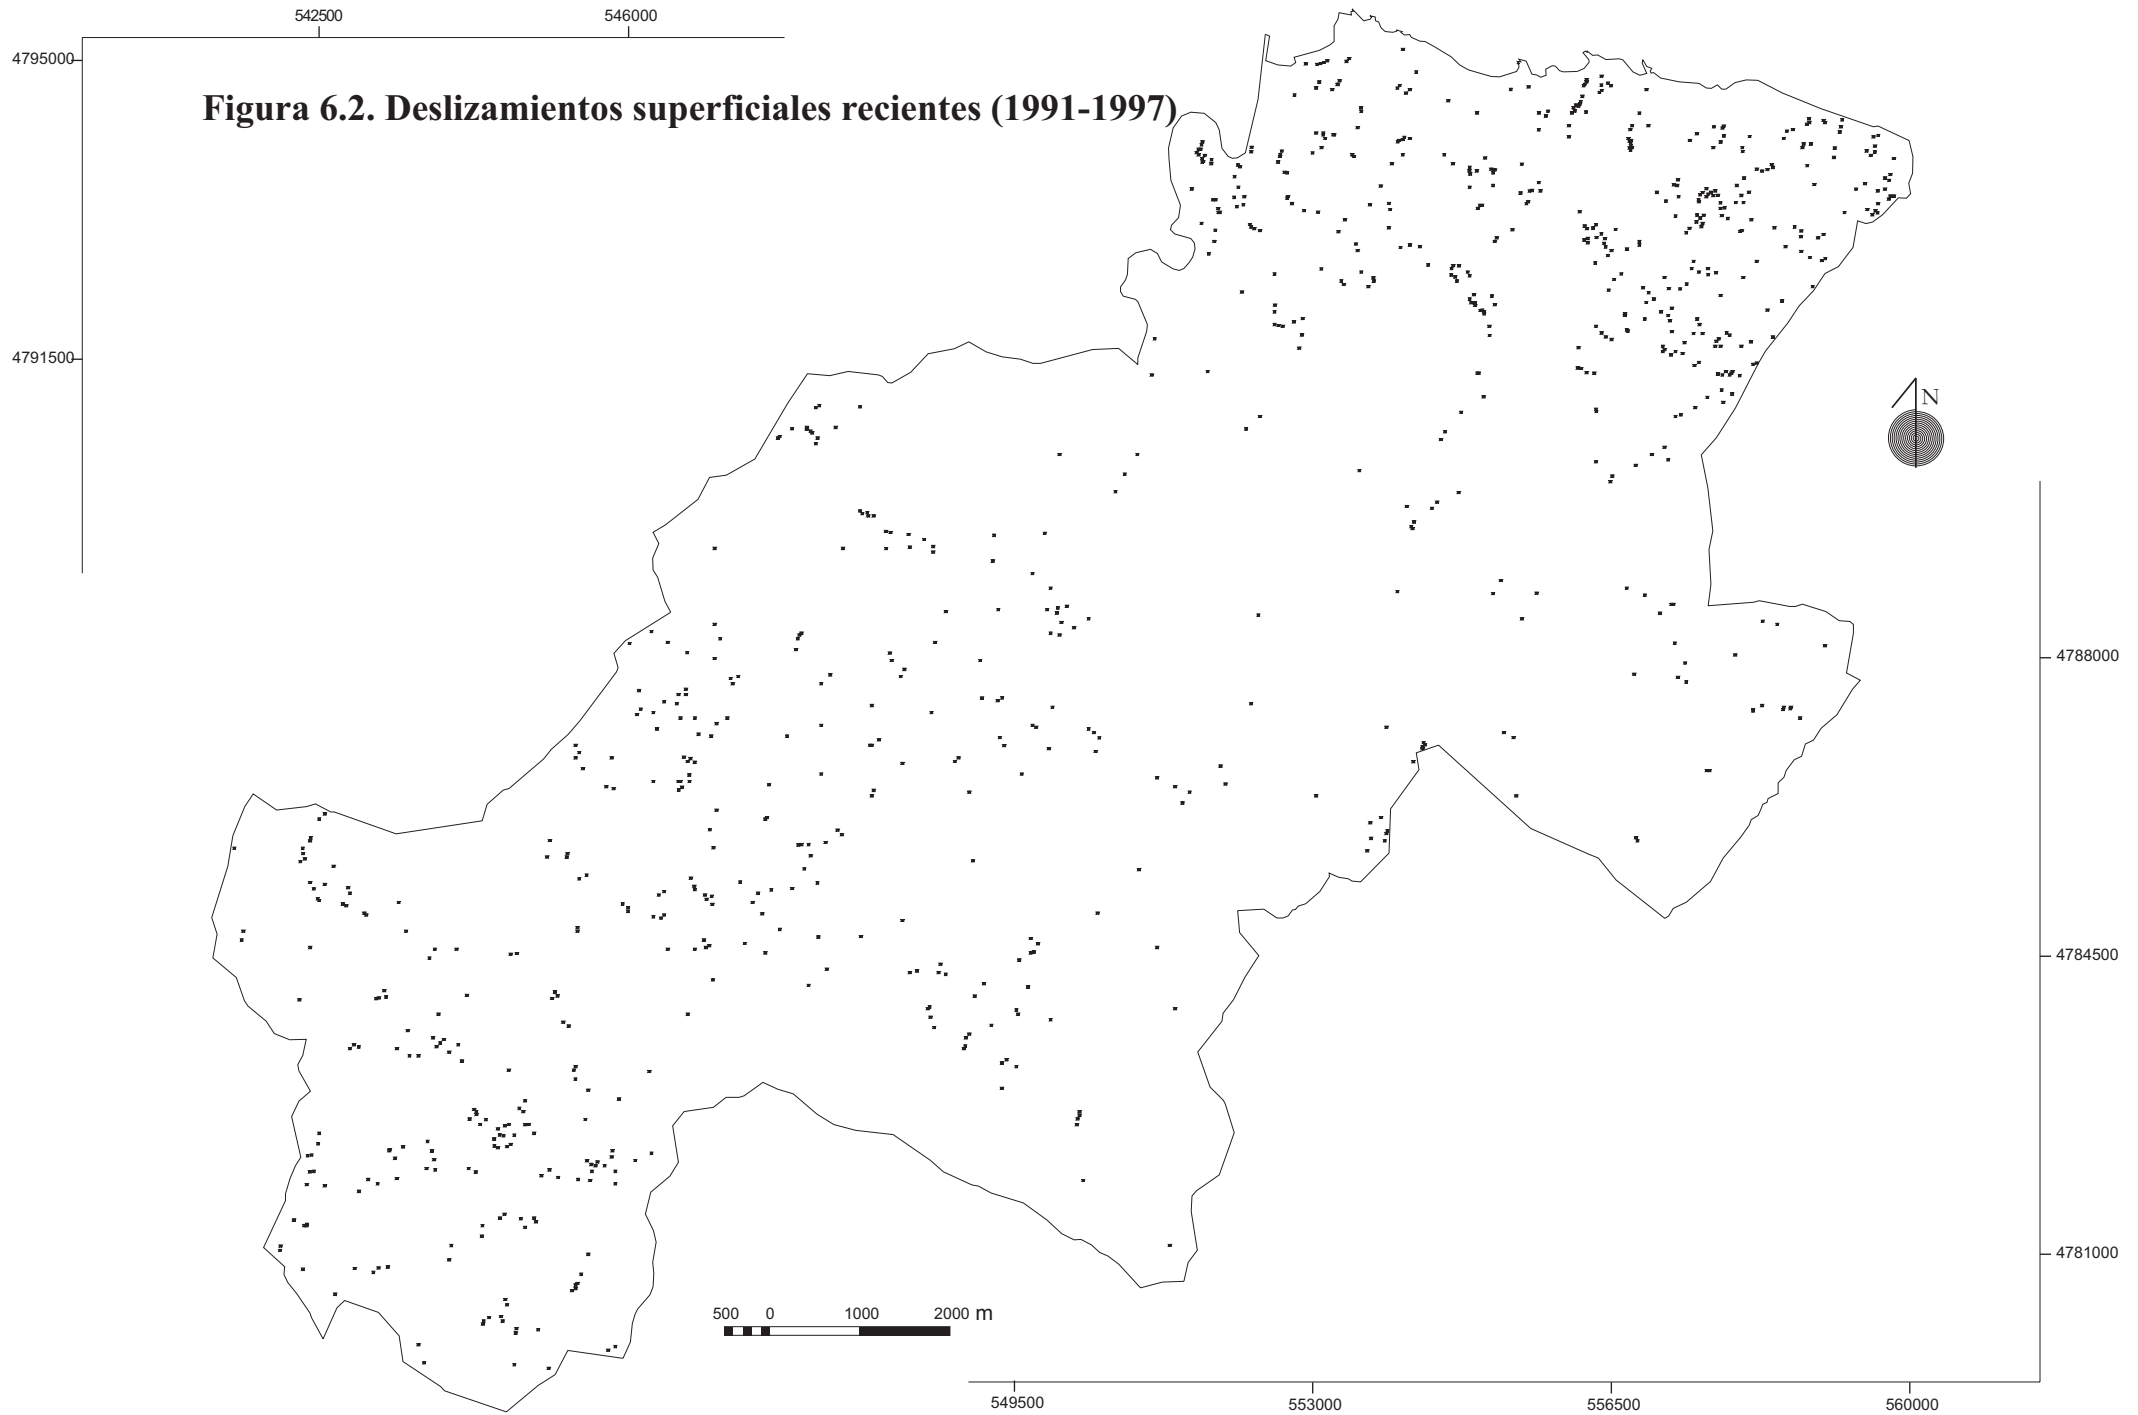 542500 546000
4795000
Figura 6.2. Deslizamientos superficiales recientes (1991-1997)
4791500
N
4788000
4784500
4781000
500 0 1000 2000 m
549500 553000 556500 560000